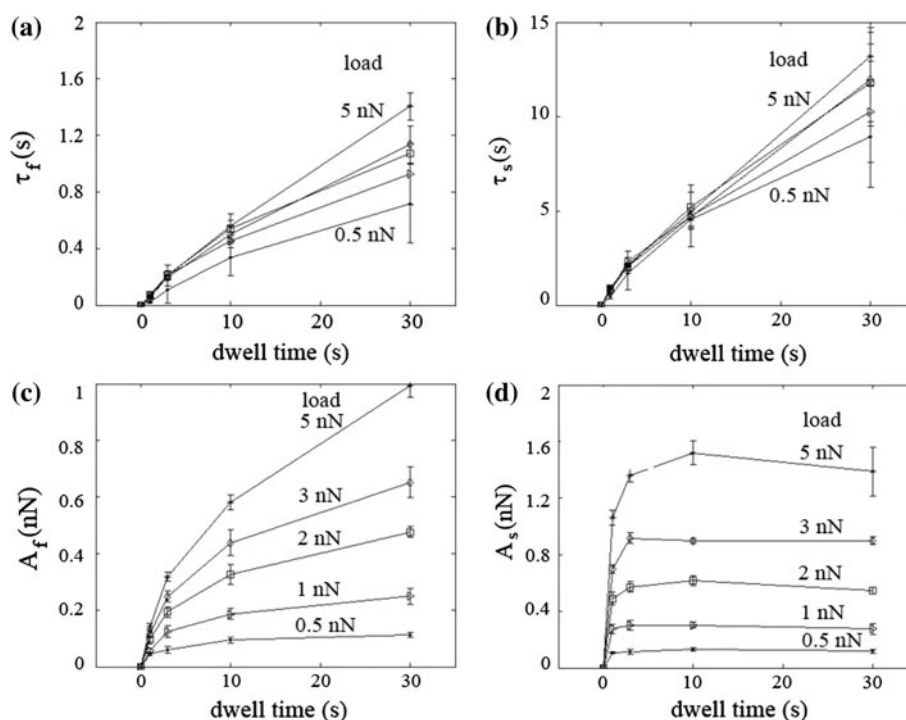 (a)
2
1.6
1.2
0.8
0.4
0
τf(s)
load
5 nN
0.5 nN
0 10 20 30
dwell time (s)
(b)
15
10
5
0
τs(s)
load
5 nN
0.5 nN
0 10 20 30
dwell time (s)
(c)
1
0.8
0.6
0.4
0.2
0
Af(nN)
load
5 nN
3 nN
2 nN
1 nN
0.5 nN
0 10 20 30
dwell time (s)
(d)
2
1.6
1.2
0.8
0.4
0
As(nN)
load
5 nN
3 nN
2 nN
1 nN
0.5 nN
0 10 20 30
dwell time (s)